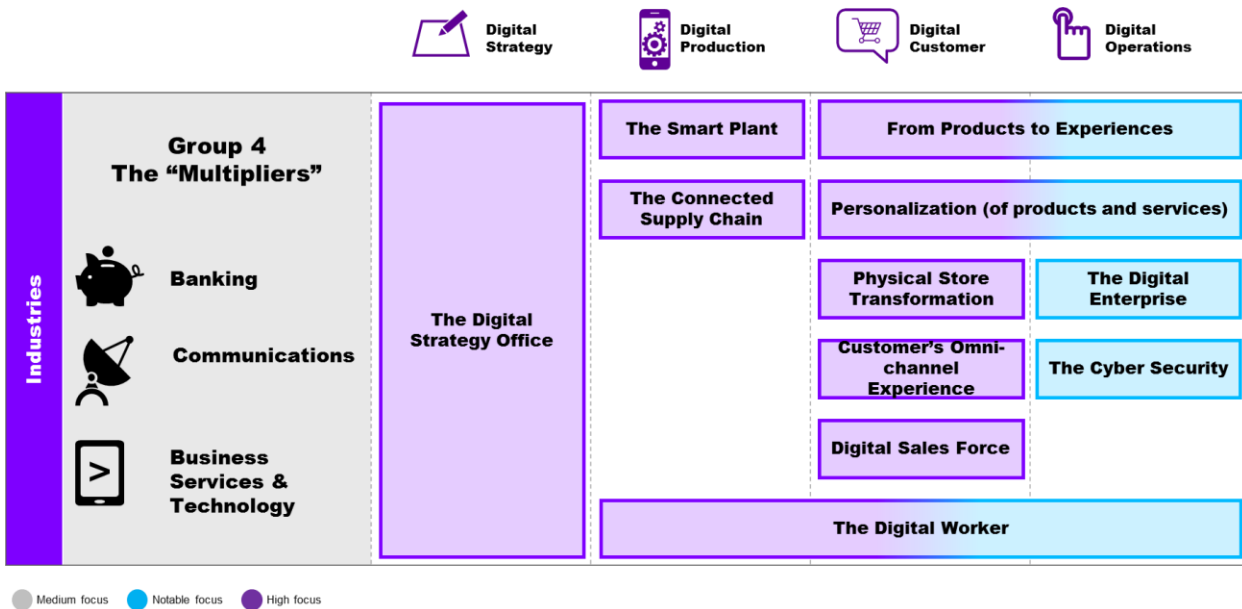 Digital
Strategy
Digital
Production
Digital
Customer
Digital
Operations
Industries
Group 4
The “Multipliers”
Banking
Communications
Business
Services &
Technology
The Digital
Strategy Office
The Smart Plant
From Products to Experiences
The Connected
Supply Chain
Personalization (of products and services)
Physical Store
Transformation
The Digital
Enterprise
Customer’s Omni-
channel
Experience
The Cyber Security
Digital Sales Force
The Digital Worker
Medium focus
Notable focus
High focus